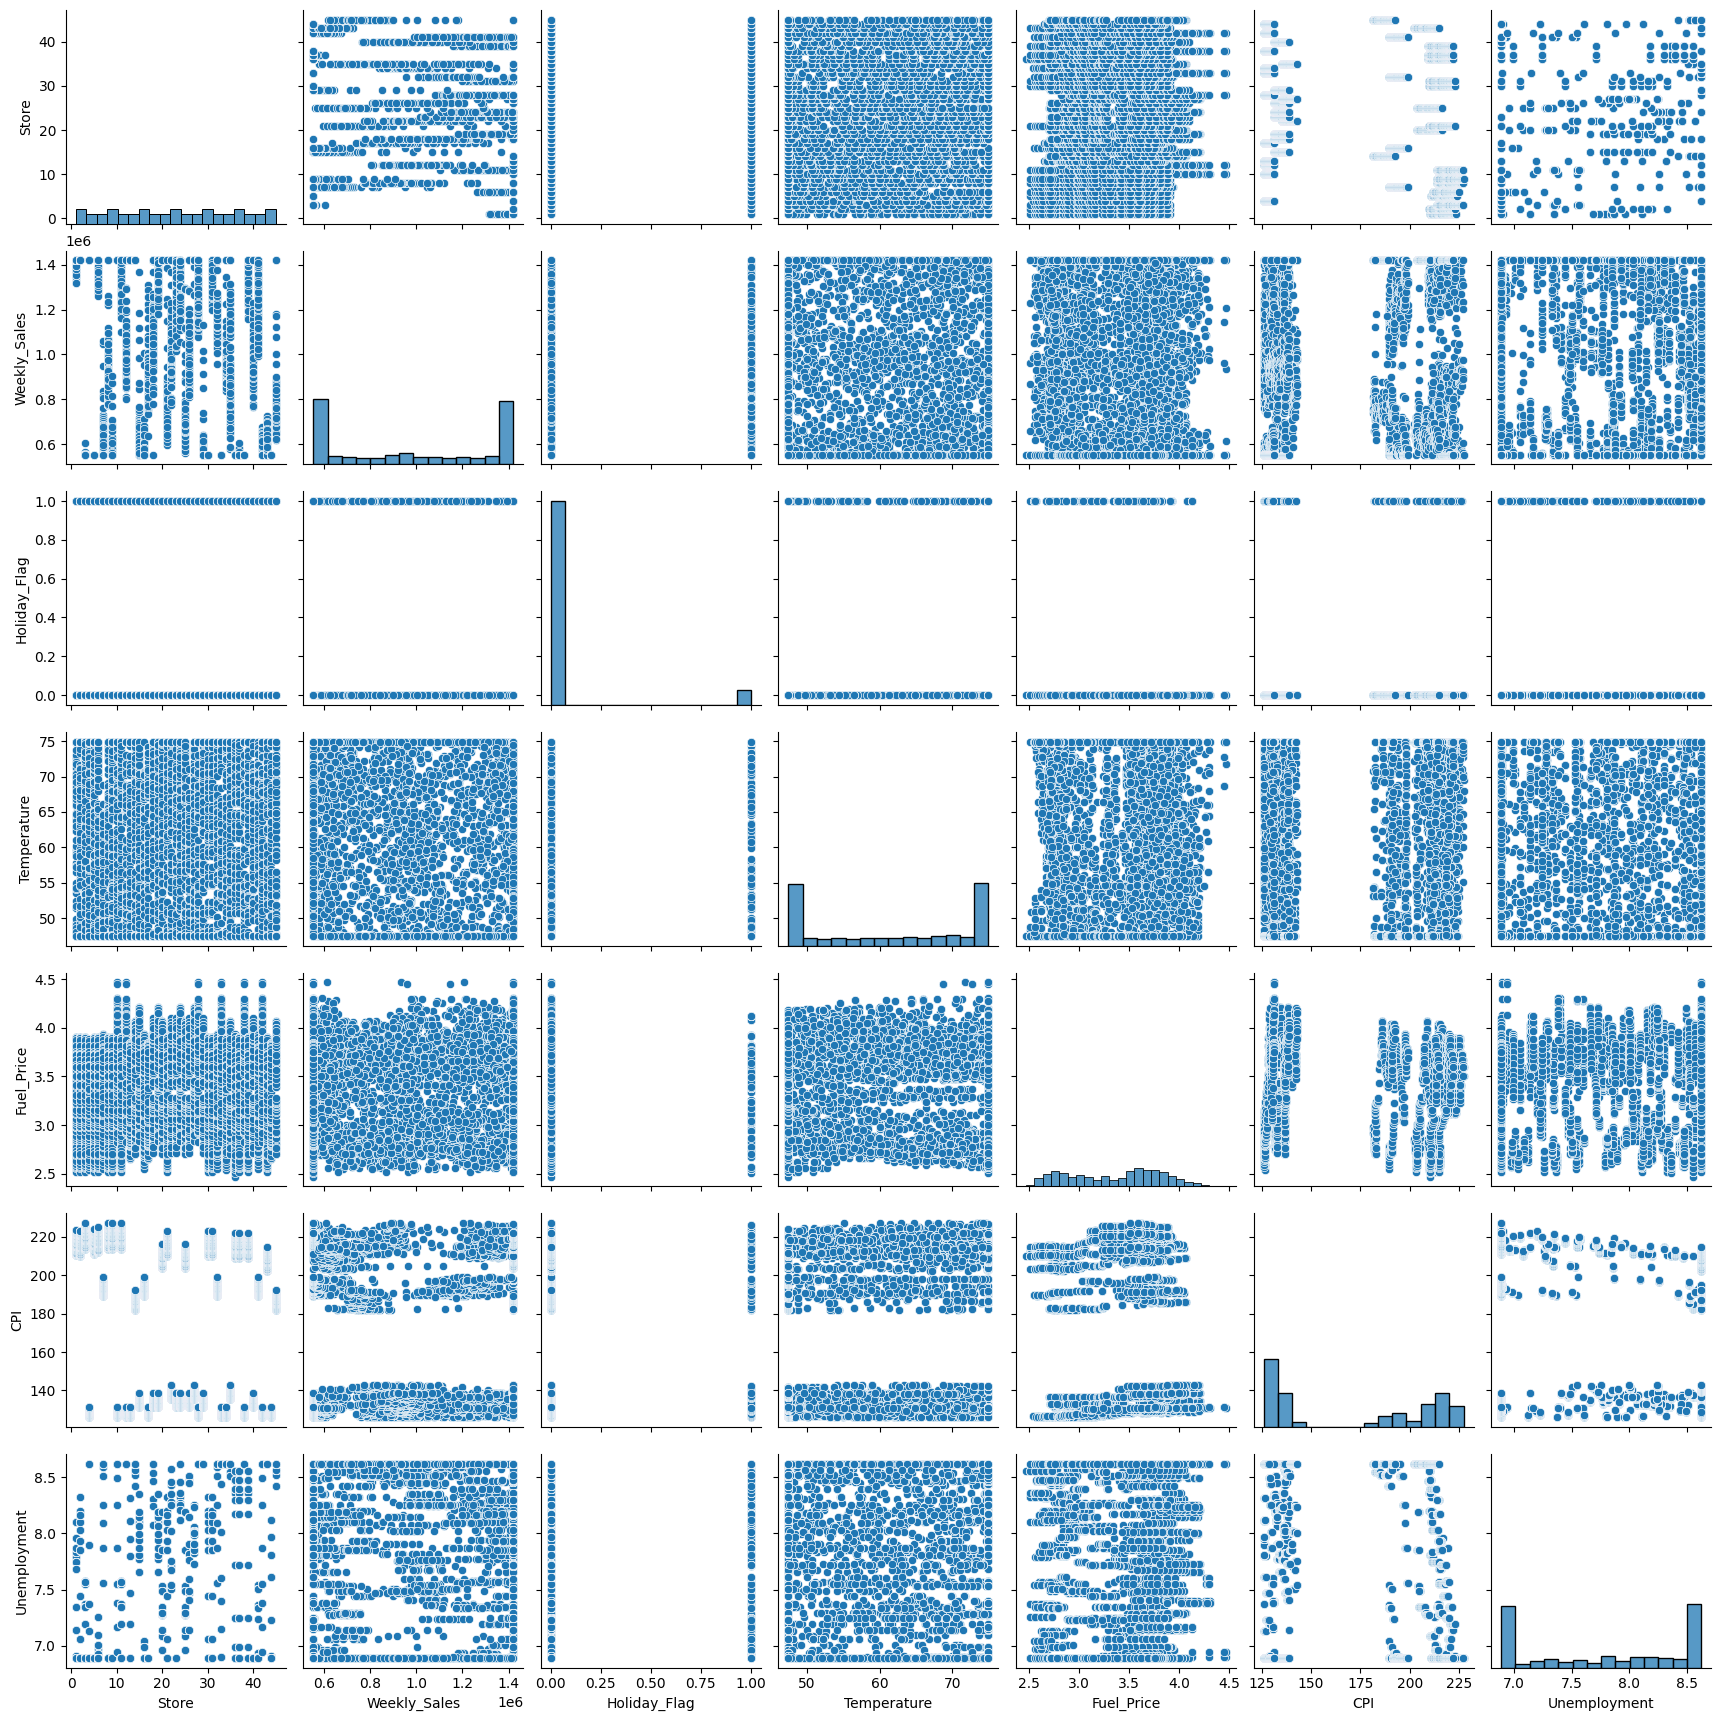 40
30
20
10
0
Store
1e6
1.4
1.2
1.0
0.8
0.6
Weekly_Sales
1.0
0.8
0.6
0.4
0.2
0.0
Holiday_Flag
75
70
65
60
55
50
Temperature
4.5
4.0
3.5
3.0
2.5
Fuel_Price
220
200
180
160
140
CPI
8.5
8.0
7.5
7.0
Unemployment
0 10 20 30 40
Store
0.6 0.8 1.0 1.2 1.4
Weekly_Sales 1e6
0.00 0.25 0.50 0.75 1.00
Holiday_Flag
50 60 70
Temperature
2.5 3.0 3.5 4.0 4.5
Fuel_Price
125 150 175 200 225
CPI
7.0 7.5 8.0 8.5
Unemployment